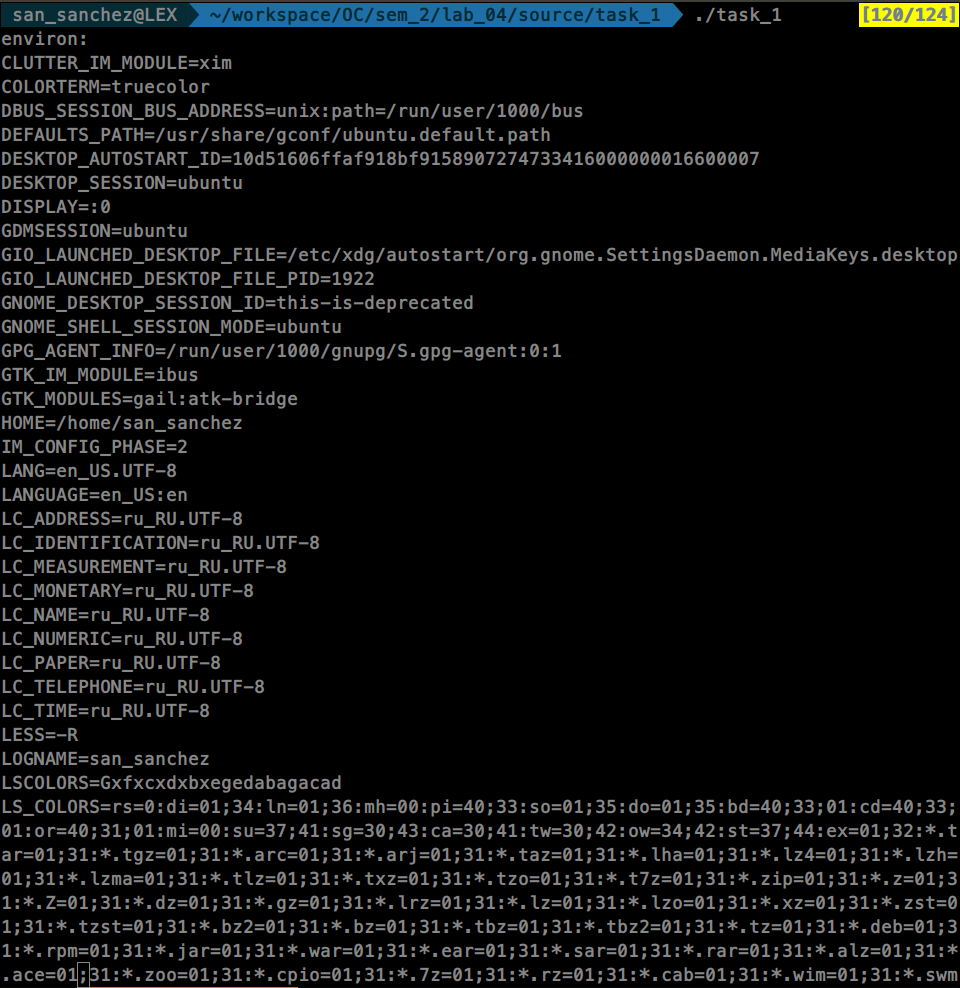 san_sanchez@LEX ~/workspace/OC/sem_2/lab_04/source/task_1 ./task_1 [120/124]
environ:
CLUTTER_IM_MODULE=xim
COLORTERM=truecolor
DBUS_SESSION_BUS_ADDRESS=unix:path=/run/user/1000/bus
DEFAULTS_PATH=/usr/share/gconf/ubuntu.default.path
DESKTOP_AUTOSTART_ID=10d51606ffaf918bf9158907274733416000000016600007
DESKTOP_SESSION=ubuntu
DISPLAY=:0
GDMSESSION=ubuntu
GIO_LAUNCHED_DESKTOP_FILE=/etc/xdg/autostart/org.gnome.SettingsDaemon.MediaKeys.desktop
GIO_LAUNCHED_DESKTOP_FILE_PID=1922
GNOME_DESKTOP_SESSION_ID=this-is-deprecated
GNOME_SHELL_SESSION_MODE=ubuntu
GPG_AGENT_INFO=/run/user/1000/gnupg/S.gpg-agent:0:1
GTK_IM_MODULE=ibus
GTK_MODULES=gail:atk-bridge
HOME=/home/san_sanchez
IM_CONFIG_PHASE=2
LANG=en_US.UTF-8
LANGUAGE=en_US:en
LC_ADDRESS=ru_RU.UTF-8
LC_IDENTIFICATION=ru_RU.UTF-8
LC_MEASUREMENT=ru_RU.UTF-8
LC_MONETARY=ru_RU.UTF-8
LC_NAME=ru_RU.UTF-8
LC_NUMERIC=ru_RU.UTF-8
LC_PAPER=ru_RU.UTF-8
LC_TELEPHONE=ru_RU.UTF-8
LC_TIME=ru_RU.UTF-8
LESS=-R
LOGNAME=san_sanchez
LSCOLORS=Gxfxcxdxbxegedabagacad
LS_COLORS=rs=0:di=01;34:ln=01;36:mh=00:pi=40;33:so=01;35:do=01;35:bd=40;33;01:cd=40;33;
01:or=40;31;01:mi=00:su=37;41:sg=30;43:ca=30;41:tw=30;42:ow=34;42:st=37;44:ex=01;32:*.t
ar=01;31:*.tgz=01;31:*.arc=01;31:*.arj=01;31:*.taz=01;31:*.lha=01;31:*.lz4=01;31:*.lzh=
01;31:*.lzma=01;31:*.tlz=01;31:*.txz=01;31:*.tzo=01;31:*.t7z=01;31:*.zip=01;31:*.z=01;3
1:*.Z=01;31:*.dz=01;31:*.gz=01;31:*.lrz=01;31:*.lz=01;31:*.lzo=01;31:*.xz=01;31:*.zst=0
1;31:*.tzst=01;31:*.bz2=01;31:*.bz=01;31:*.tbz=01;31:*.tbz2=01;31:*.tz=01;31:*.deb=01;3
1:*.rpm=01;31:*.jar=01;31:*.war=01;31:*.ear=01;31:*.sar=01;31:*.rar=01;31:*.alz=01;31:*
.ace=01;31:*.zoo=01;31:*.cpio=01;31:*.7z=01;31:*.rz=01;31:*.cab=01;31:*.wim=01;31:*.swm